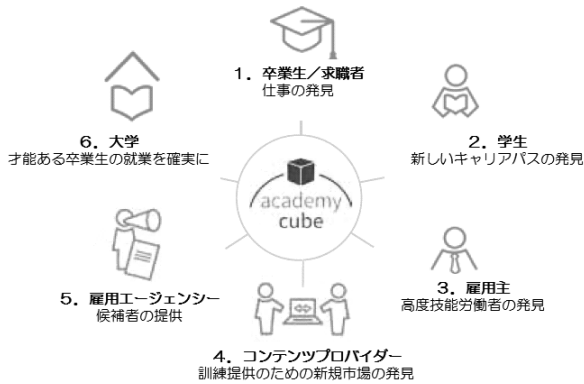 1．卒業生／求職者
仕事の発見
2．学生
新しいキャリアパスの発見
3．雇用主
高度技能労働者の発見
4．コンテンツプロバイダー
訓練提供のための新規市場の発見
5．雇用エージェンシー
候補者の提供
6．大学
才能ある卒業生の就業を確実に
academy
cube